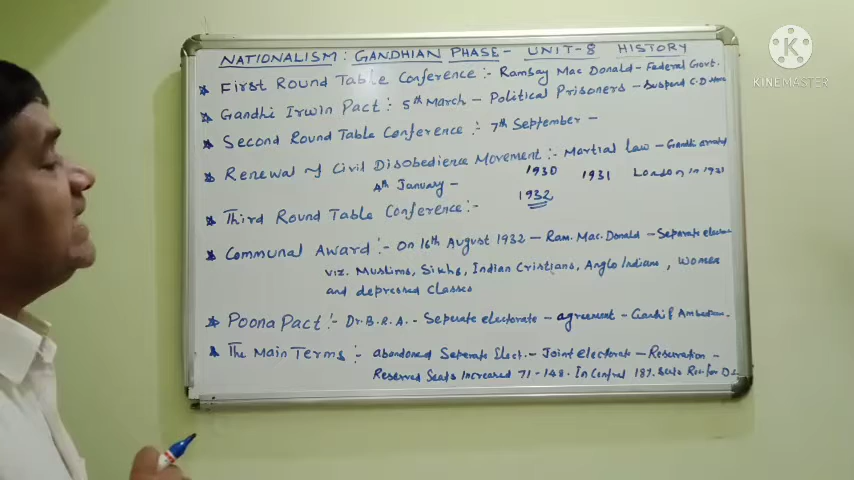 NATIONALISM : GANDHIAN PHASE - UNIT-8 HISTORY
First Round Table Conference :- Ramsay Mac Donald - Federal Govt.
Gandhi Irwin Pact : 5th March - Political Prisoners - Suspend C.D.
Second Round Table Conference :- 7th September -
Renewal of Civil Disobedience Movement :- Martial Law - Gandhi arrested
4th January - 1930 1931 London in 1931
1932
Third Round Table Conference :-
Communal Award :- On 16th August 1932 - Ram. Mac. Donald - Seperate
viz. Muslims, Sikhs, Indian Cristians, Anglo Indians, Women
and depressed classes
Poona Pact :- Dr. B.R.A. - Seperate electorate - agreement - Gandhi & Ambedkar.
The Main Terms :- abandoned Seperate Elect. - Joint electorate - Reservation -
Reserved Seats Increased 71 - 148. In Central 18%. Seats Res. for D.C
KINEMASTER